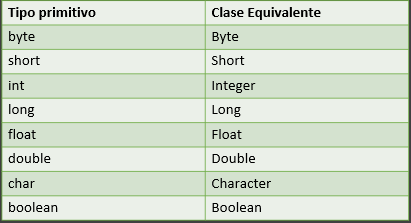 Tipo primitivo Clase Equivalente
byte Byte
short Short
int Integer
long Long
float Float
double Double
char Character
boolean Boolean